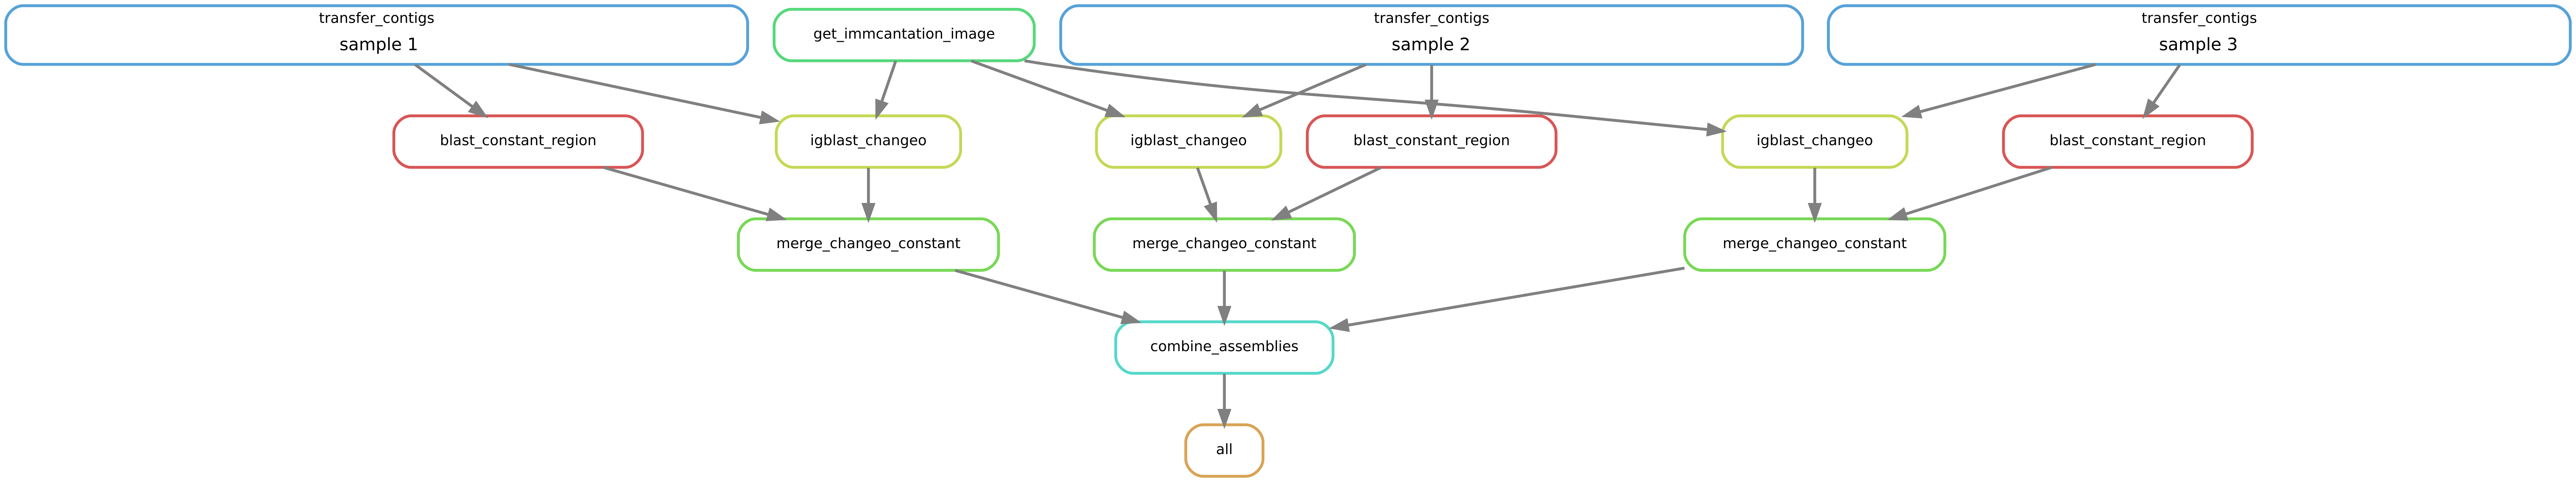 transfer_contigs
sample 1
get_immcantation_image
transfer_contigs
sample 2
transfer_contigs
sample 3
blast_constant_region
igblast_changeo
igblast_changeo
blast_constant_region
igblast_changeo
blast_constant_region
merge_changeo_constant
merge_changeo_constant
merge_changeo_constant
combine_assemblies
all